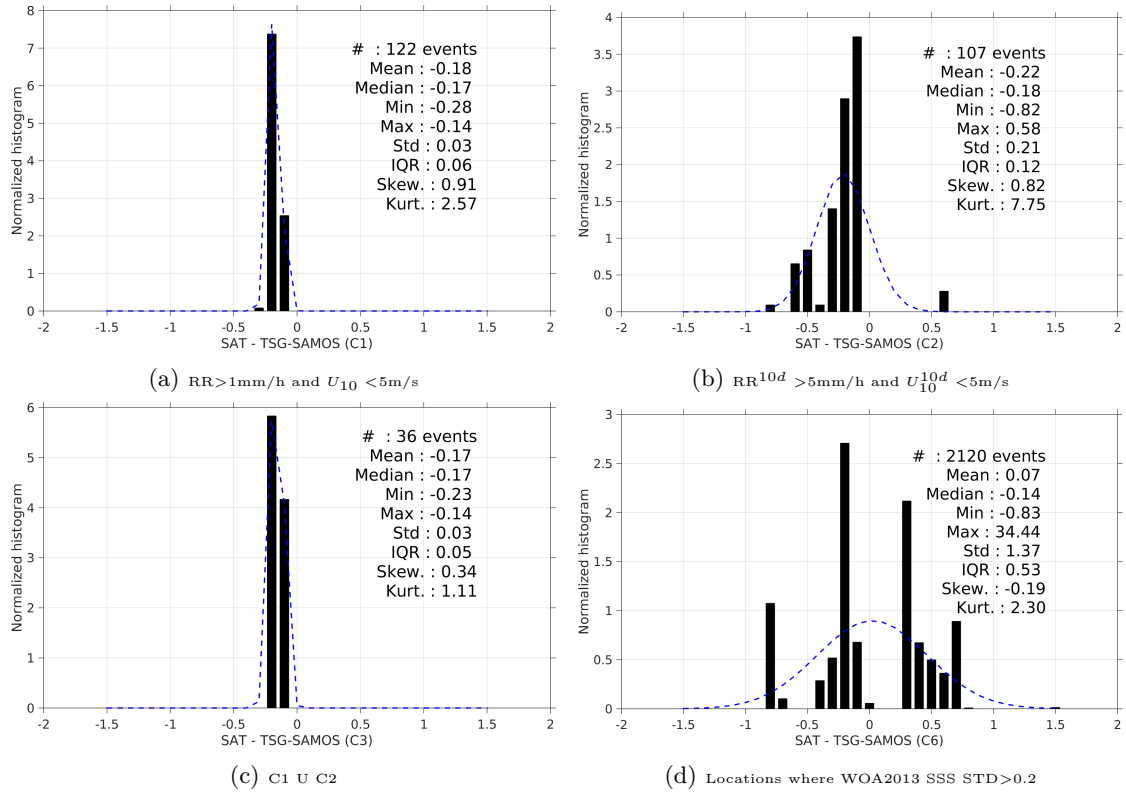 8
7
6
5
4
3
2
1
0
Normalized histogram
# : 122 events
Mean : -0.18
Median : -0.17
Min : -0.28
Max : -0.14
Std : 0.03
IQR : 0.06
Skew. : 0.91
Kurt. : 2.57
-2 -1.5 -1 -0.5 0 0.5 1 1.5 2
SAT - TSG-SAMOS (C1)
(a) RR>1mm/h and U10 <5m/s
4
3.5
3
2.5
2
1.5
1
0.5
0
Normalized histogram
# : 107 events
Mean : -0.22
Median : -0.18
Min : -0.82
Max : 0.58
Std : 0.21
IQR : 0.12
Skew. : 0.82
Kurt. : 7.75
-2 -1.5 -1 -0.5 0 0.5 1 1.5 2
SAT - TSG-SAMOS (C2)
(b) RR^10d >5mm/h and U_10^10d <5m/s
6
5
4
3
2
1
0
Normalized histogram
# : 36 events
Mean : -0.17
Median : -0.17
Min : -0.23
Max : -0.14
Std : 0.03
IQR : 0.05
Skew. : 0.34
Kurt. : 1.11
-2 -1.5 -1 -0.5 0 0.5 1 1.5 2
SAT - TSG-SAMOS (C3)
(c) C1 U C2
3
2.5
2
1.5
1
0.5
0
Normalized histogram
# : 2120 events
Mean : 0.07
Median : -0.14
Min : -0.83
Max : 34.44
Std : 1.37
IQR : 0.53
Skew. : -0.19
Kurt. : 2.30
-2 -1.5 -1 -0.5 0 0.5 1 1.5 2
SAT - TSG-SAMOS (C6)
(d) Locations where WOA2013 SSS STD>0.2